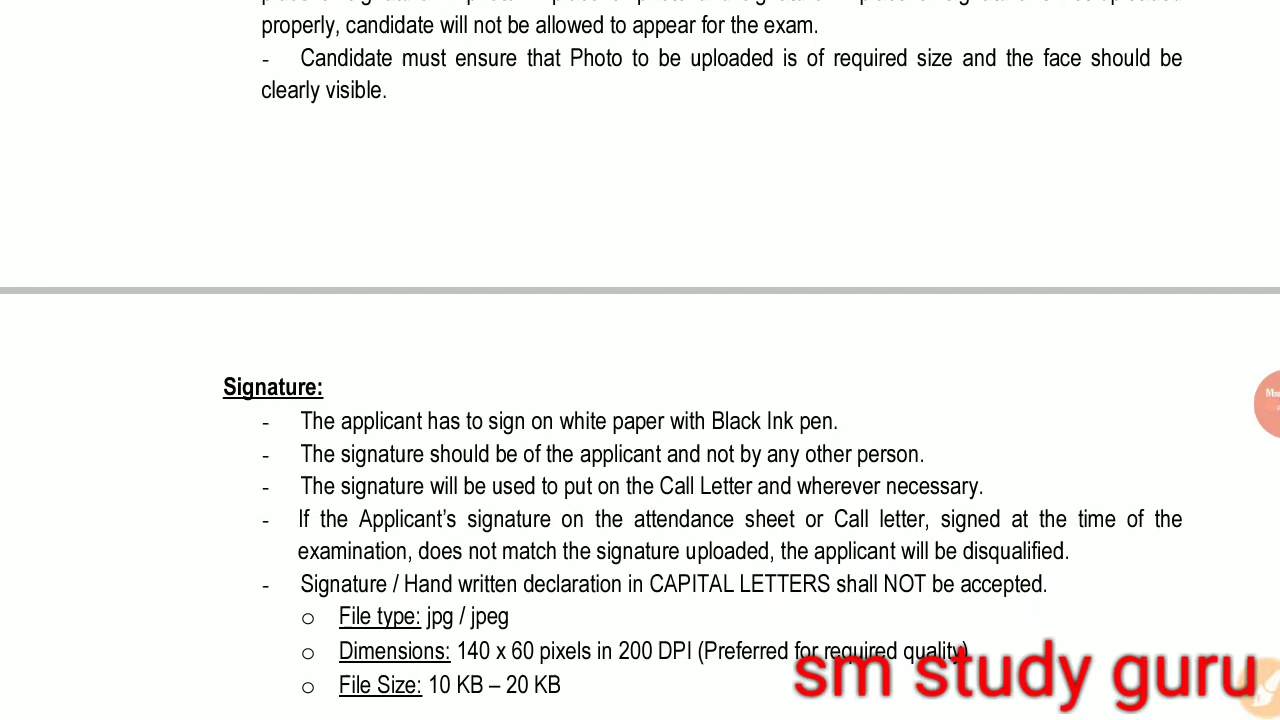 properly, candidate will not be allowed to appear for the exam.
- Candidate must ensure that Photo to be uploaded is of required size and the face should be
clearly visible.
Signature:
- The applicant has to sign on white paper with Black Ink pen.
- The signature should be of the applicant and not by any other person.
- The signature will be used to put on the Call Letter and wherever necessary.
- If the Applicant’s signature on the attendance sheet or Call letter, signed at the time of the
examination, does not match the signature uploaded, the applicant will be disqualified.
- Signature / Hand written declaration in CAPITAL LETTERS shall NOT be accepted.
o File type: jpg / jpeg
o Dimensions: 140 x 60 pixels in 200 DPI (Preferred for required quality)
o File Size: 10 KB – 20 KB
sm study guru